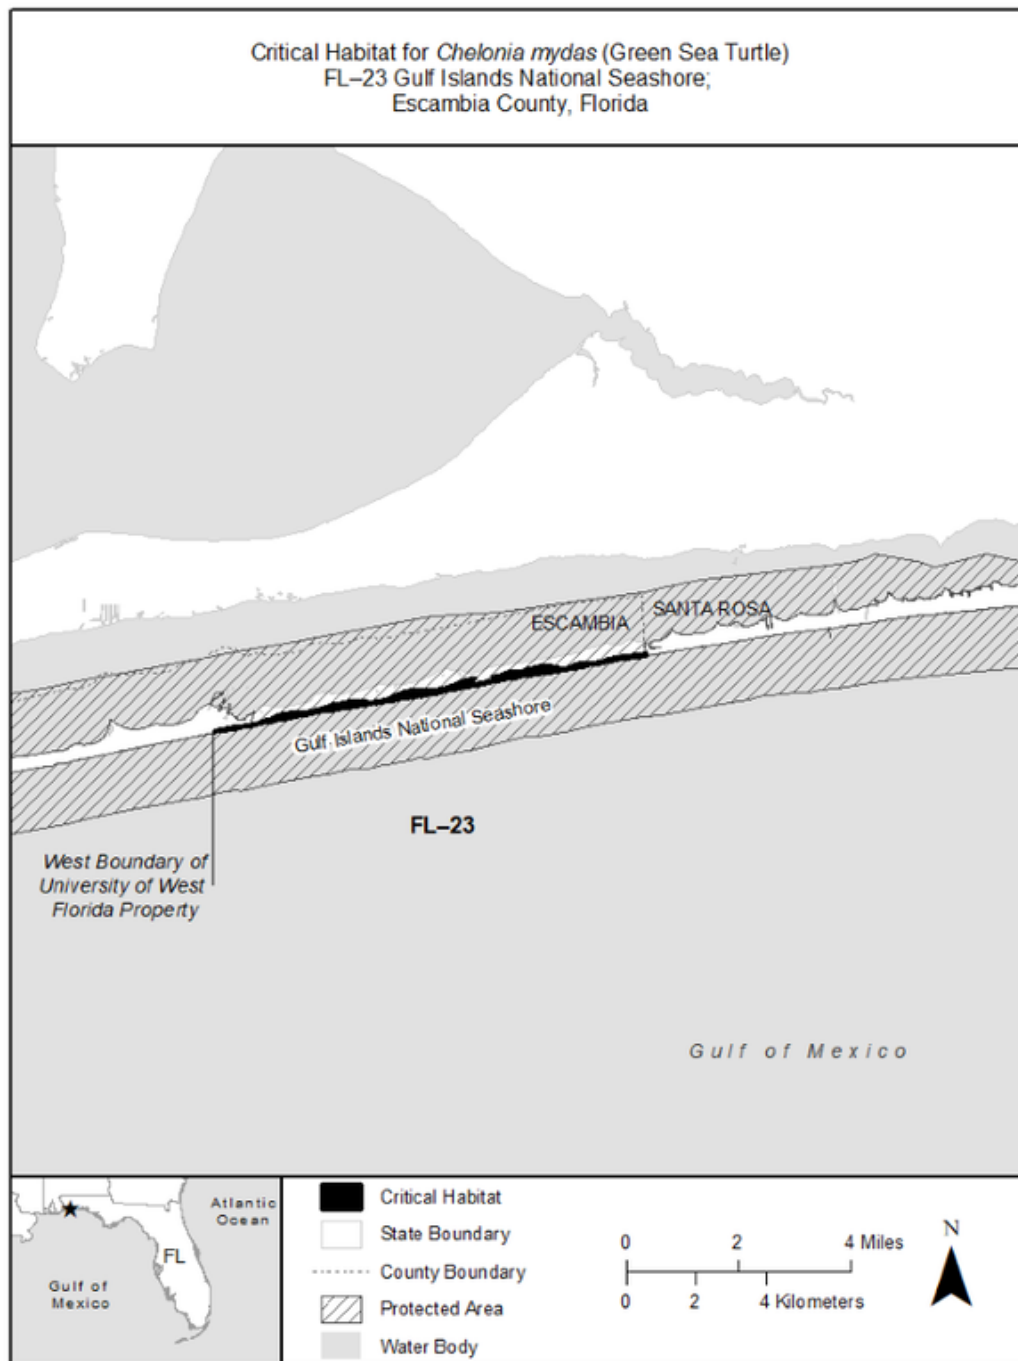 Critical Habitat for Chelonia mydas (Green Sea Turtle)
FL–23 Gulf Islands National Seashore;
Escambia County, Florida
ESCAMBIA
SANTA ROSA
Gulf Islands National Seashore
FL–23
West Boundary of
University of West
Florida Property
Gulf of Mexico
Atlantic
Ocean
FL
Gulf of
Mexico
Critical Habitat
State Boundary
County Boundary
Protected Area
Water Body
0 2 4 Miles
0 2 4 Kilometers
N